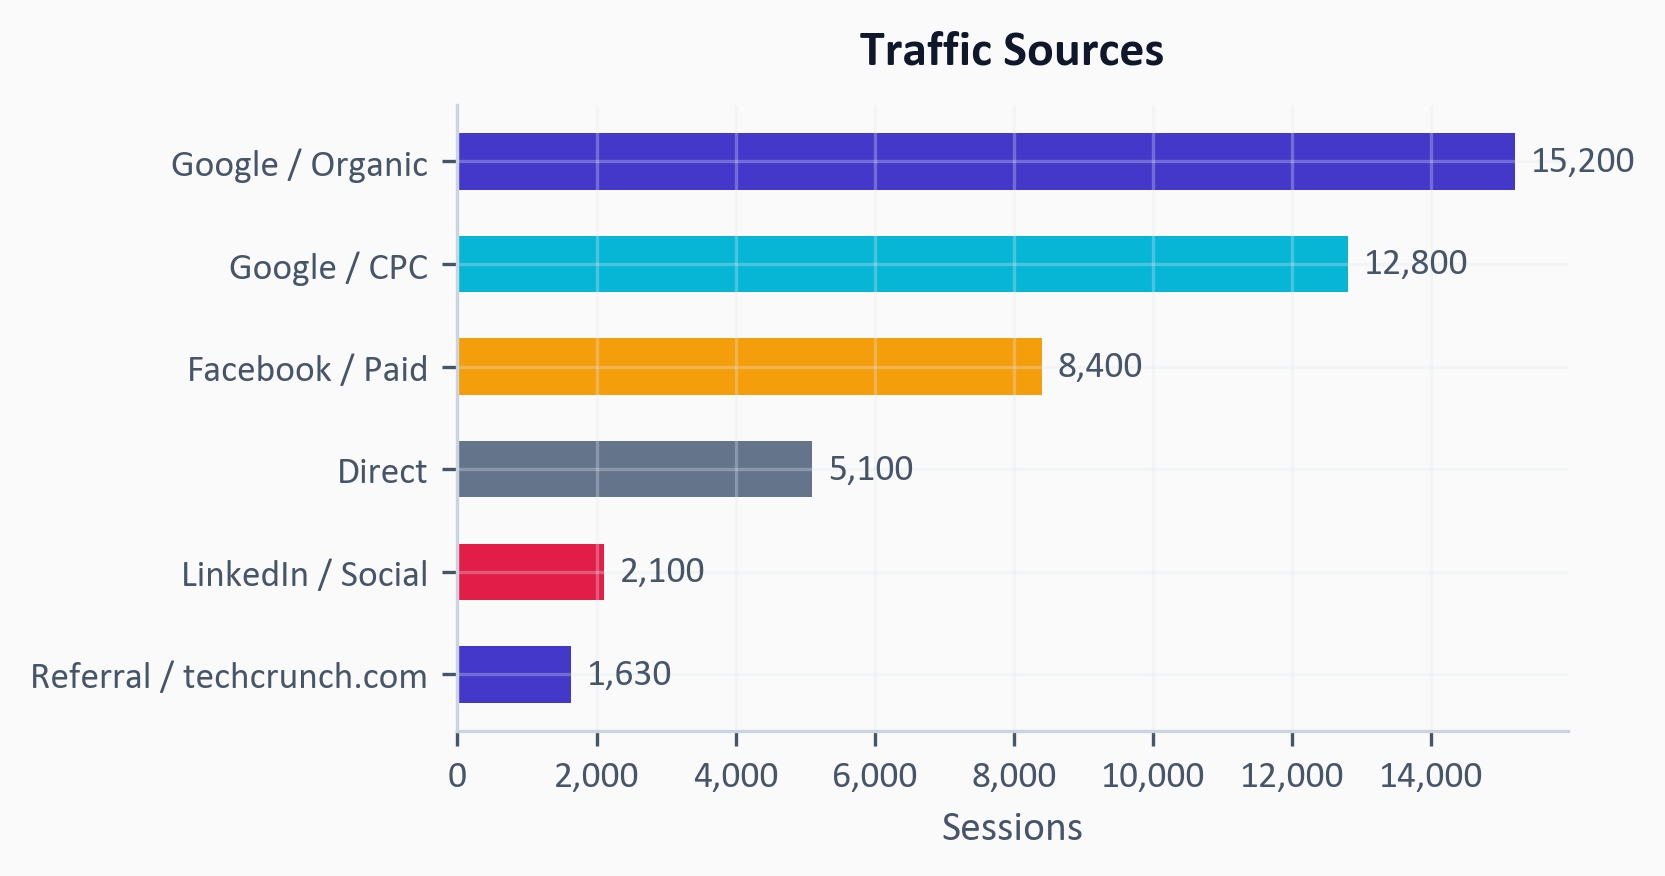 Traffic Sources
Google / Organic 15,200
Google / CPC 12,800
Facebook / Paid 8,400
Direct 5,100
LinkedIn / Social 2,100
Referral / techcrunch.com 1,630
0 2,000 4,000 6,000 8,000 10,000 12,000 14,000
Sessions